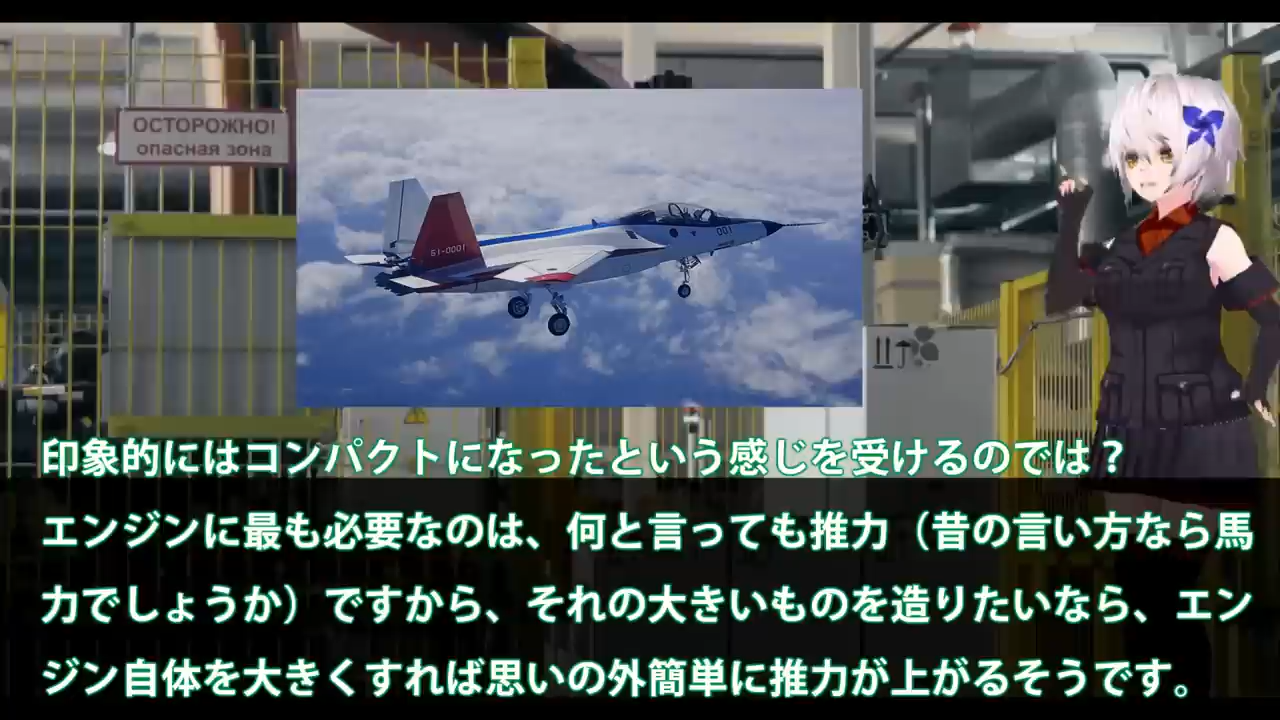 ОСТОРОЖНО!
опасная зона
001
51-0001
印象的にはコンパクトになったという感じを受けるのでは？
エンジンに最も必要なのは、何と言っても推力（昔の言い方なら馬
力でしょうか）ですから、それの大きいものを造りたいなら、エン
ジン自体を大きくすれば思いの外簡単に推力が上がるそうです。